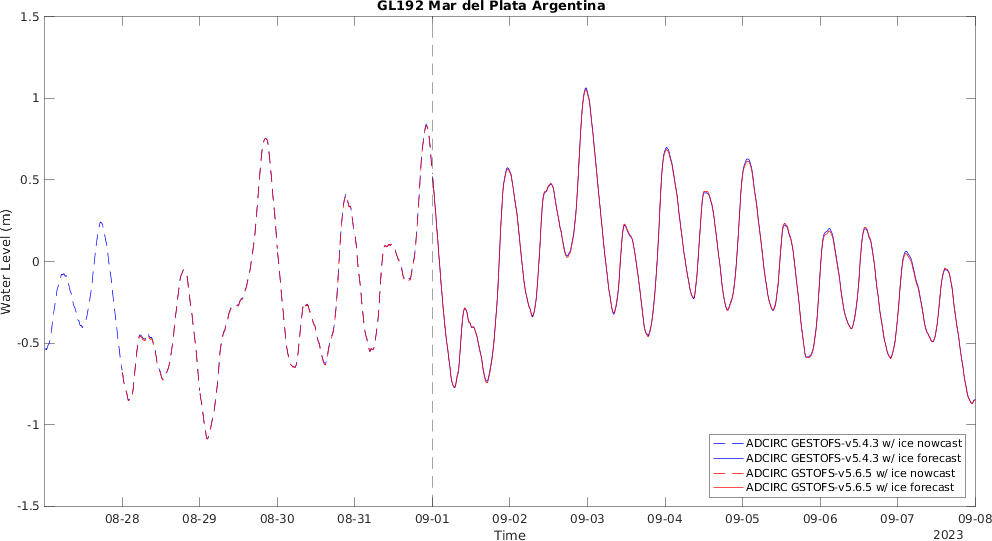 GL192 Mar del Plata Argentina
1.5
1
0.5
0
-0.5
-1
-1.5
Water Level (m)
ADCIRC GESTOFS-v5.4.3 w/ ice nowcast
ADCIRC GESTOFS-v5.4.3 w/ ice forecast
ADCIRC GSTOFS-v5.6.5 w/ ice nowcast
ADCIRC GSTOFS-v5.6.5 w/ ice forecast
08-28 08-29 08-30 08-31 09-01 09-02 09-03 09-04 09-05 09-06 09-07 09-08
Time
2023